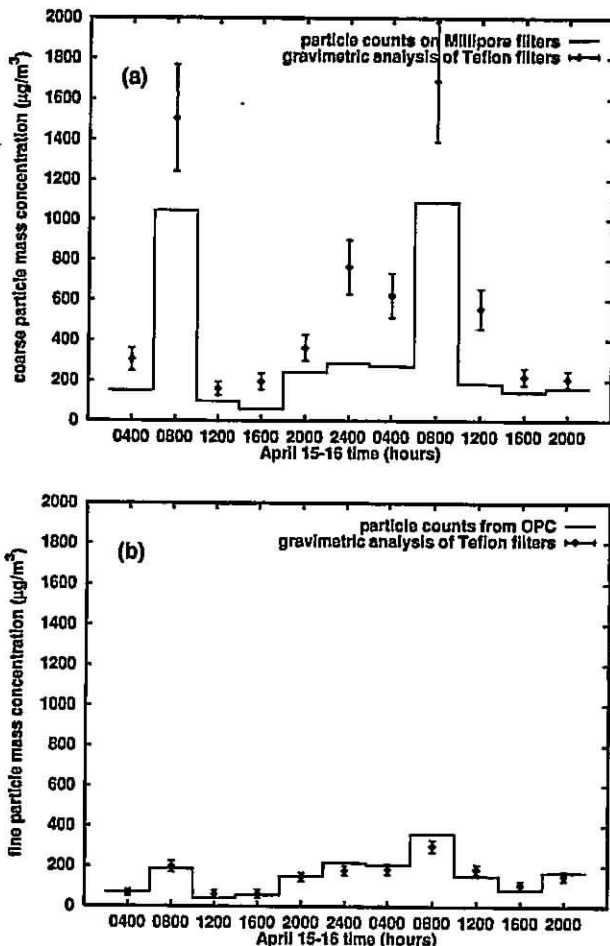 2000
1800
1600
1400
1200
1000
800
600
400
200
0
coarse particle mass concentration (µg/m³)
(a)
particle counts on Millipore filters
gravimetric analysis of Teflon filters
0400 0800 1200 1600 2000 2400 0400 0800 1200 1600 2000
April 15-16 time (hours)
2000
1800
1600
1400
1200
1000
800
600
400
200
0
fine particle mass concentration (µg/m³)
(b)
particle counts from OPC
gravimetric analysis of Teflon filters
0400 0800 1200 1600 2000 2400 0400 0800 1200 1600 2000
April 15-16 time (hours)